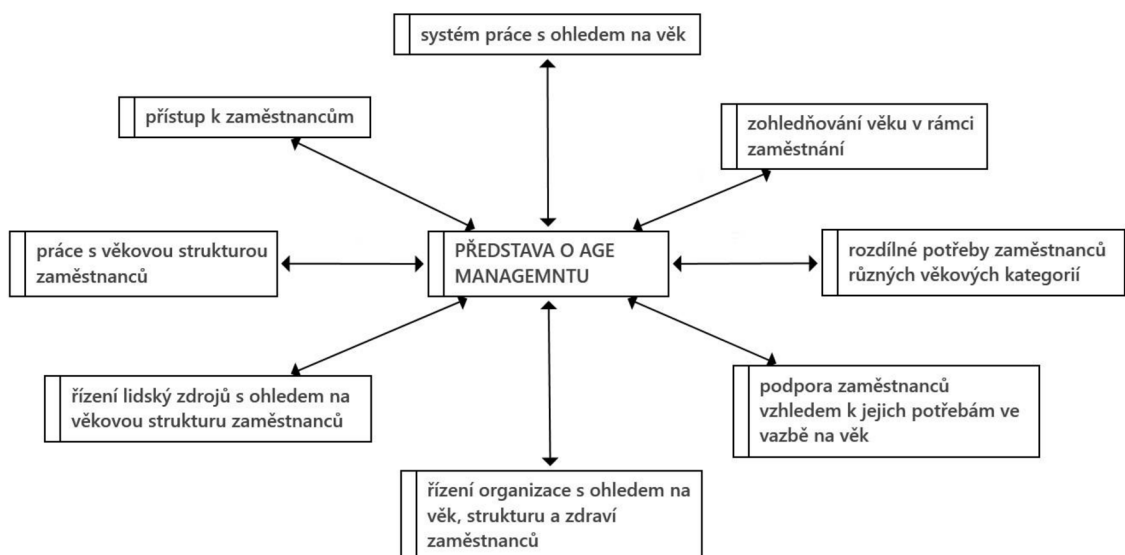 systém práce s ohledem na věk
přístup k zaměstnancům
zohledňování věku v rámci
zaměstnání
práce s věkovou strukturou
zaměstnanců
PŘEDSTAVA O AGE
MANAGEMNTU
rozdílné potřeby zaměstnanců
různých věkových kategorií
řízení lidský zdrojů s ohledem na
věkovou strukturu zaměstnanců
podpora zaměstnanců
vzhledem k jejich potřebám ve
vazbě na věk
řízení organizace s ohledem na
věk, strukturu a zdraví
zaměstnanců